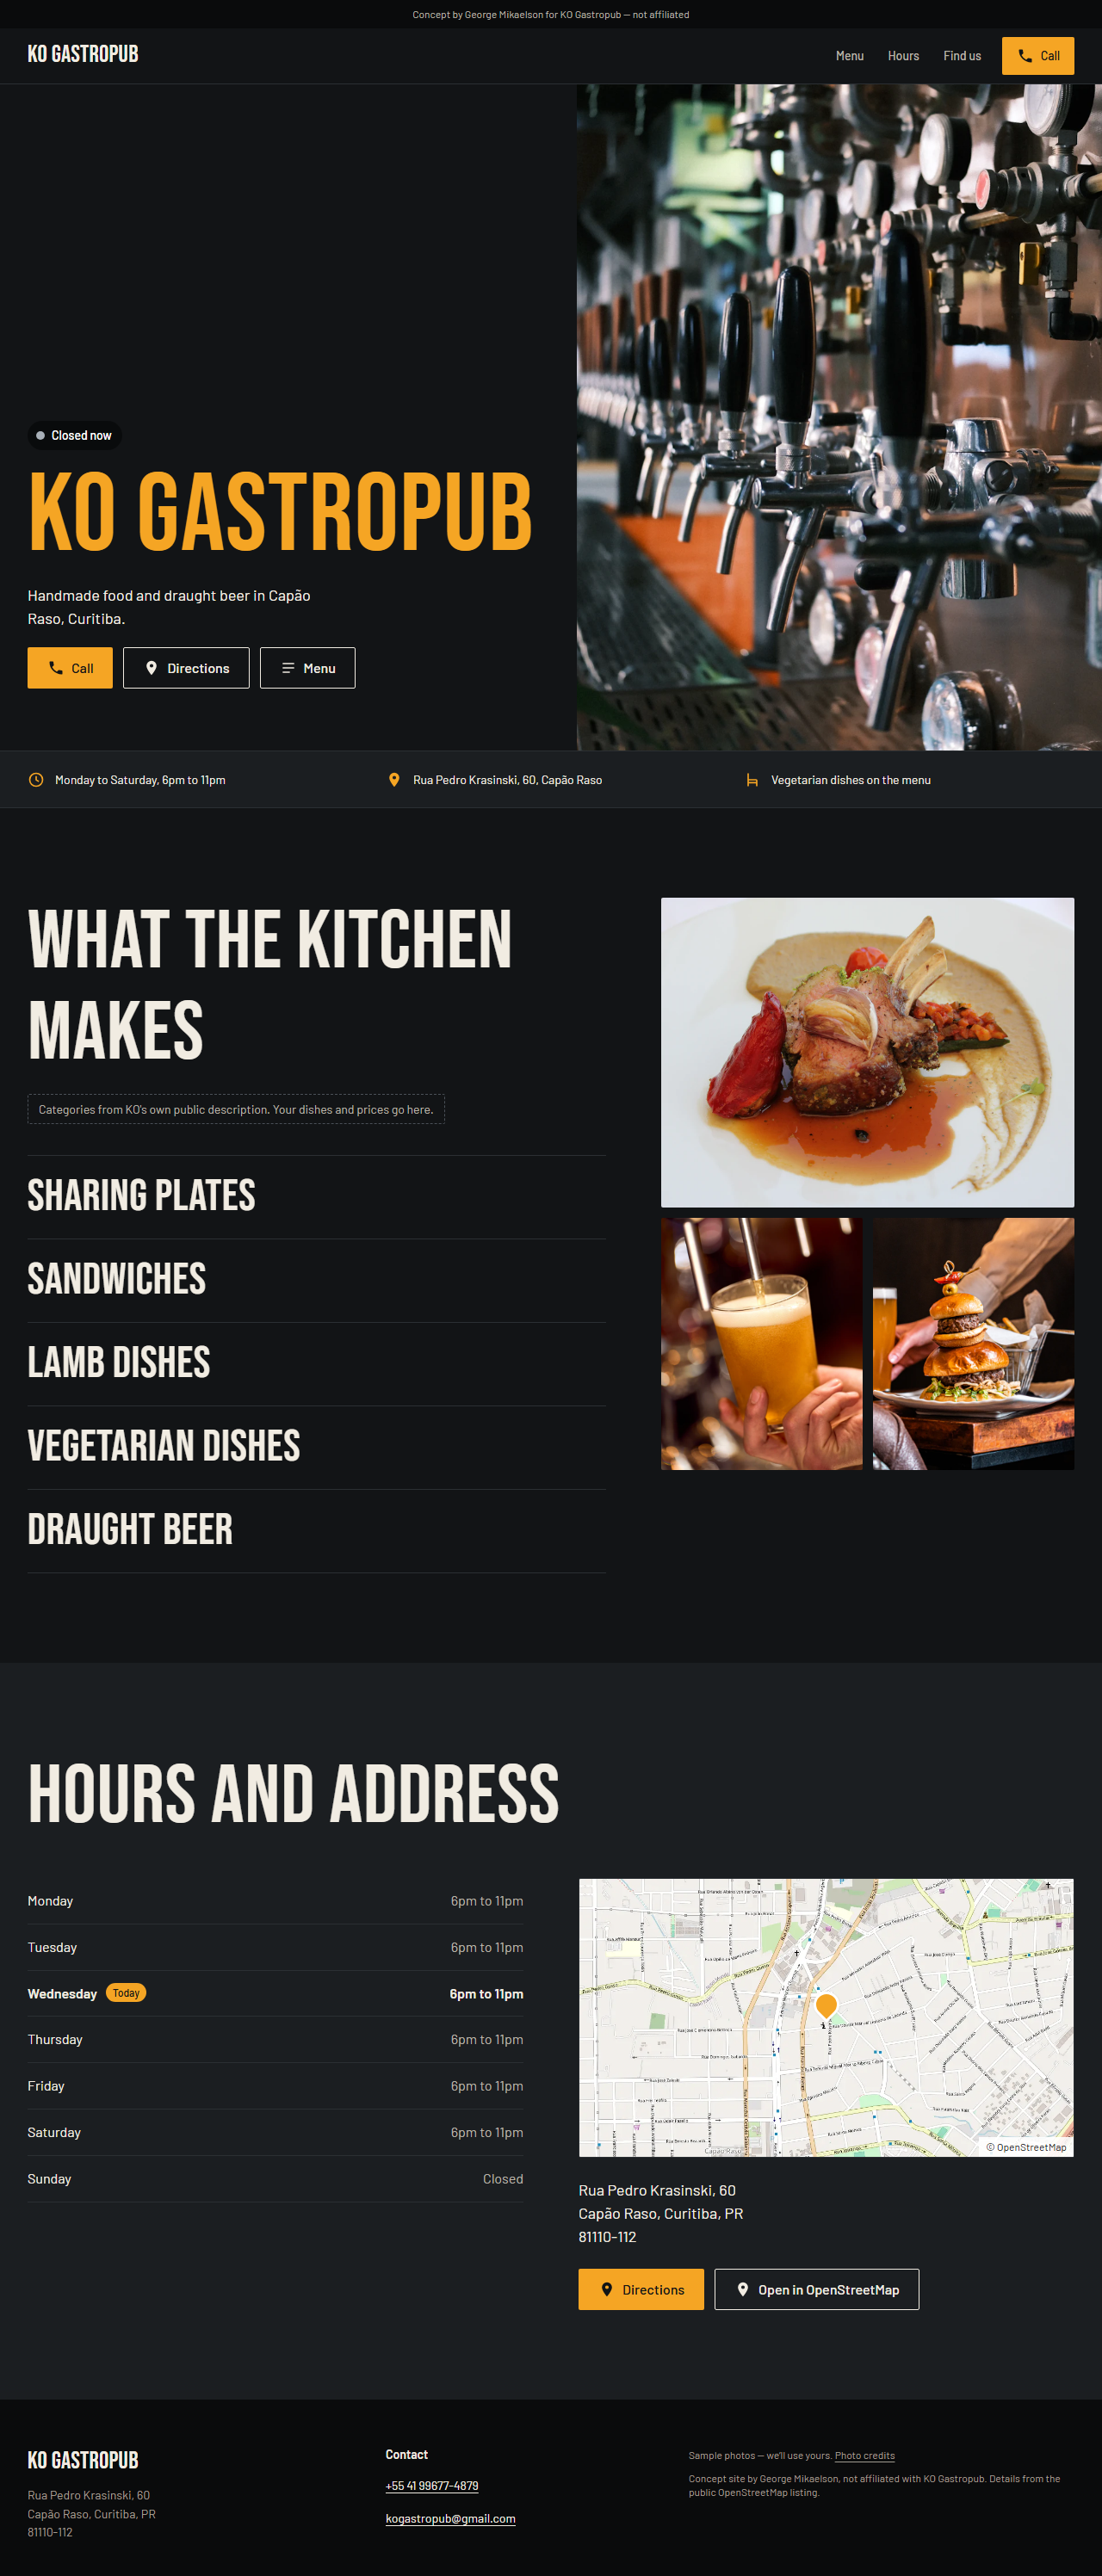 Concept by George Mikaelson for KO Gastropub — not affiliated
KO GASTROPUB
Menu
Hours
Find us
Call
Closed now
KO GASTROPUB
Handmade food and draught beer in Capão
Raso, Curitiba.
Call
Directions
Menu
Monday to Saturday, 6pm to 11pm
Rua Pedro Krasinski, 60, Capão Raso
Vegetarian dishes on the menu
WHAT THE KITCHEN
MAKES
Categories from KO's own public description. Your dishes and prices go here.
SHARING PLATES
SANDWICHES
LAMB DISHES
VEGETARIAN DISHES
DRAUGHT BEER
HOURS AND ADDRESS
Monday 6pm to 11pm
Tuesday 6pm to 11pm
Wednesday Today 6pm to 11pm
Thursday 6pm to 11pm
Friday 6pm to 11pm
Saturday 6pm to 11pm
Sunday Closed
Capão Raso
© OpenStreetMap
Rua Pedro Krasinski, 60
Capão Raso, Curitiba, PR
81110-112
Directions
Open in OpenStreetMap
KO GASTROPUB
Rua Pedro Krasinski, 60
Capão Raso, Curitiba, PR
81110-112
Contact
+55 41 99677-4879
kogastropub@gmail.com
Sample photos — we'll use yours. Photo credits
Concept site by George Mikaelson, not affiliated with KO Gastropub. Details from the
public OpenStreetMap listing.